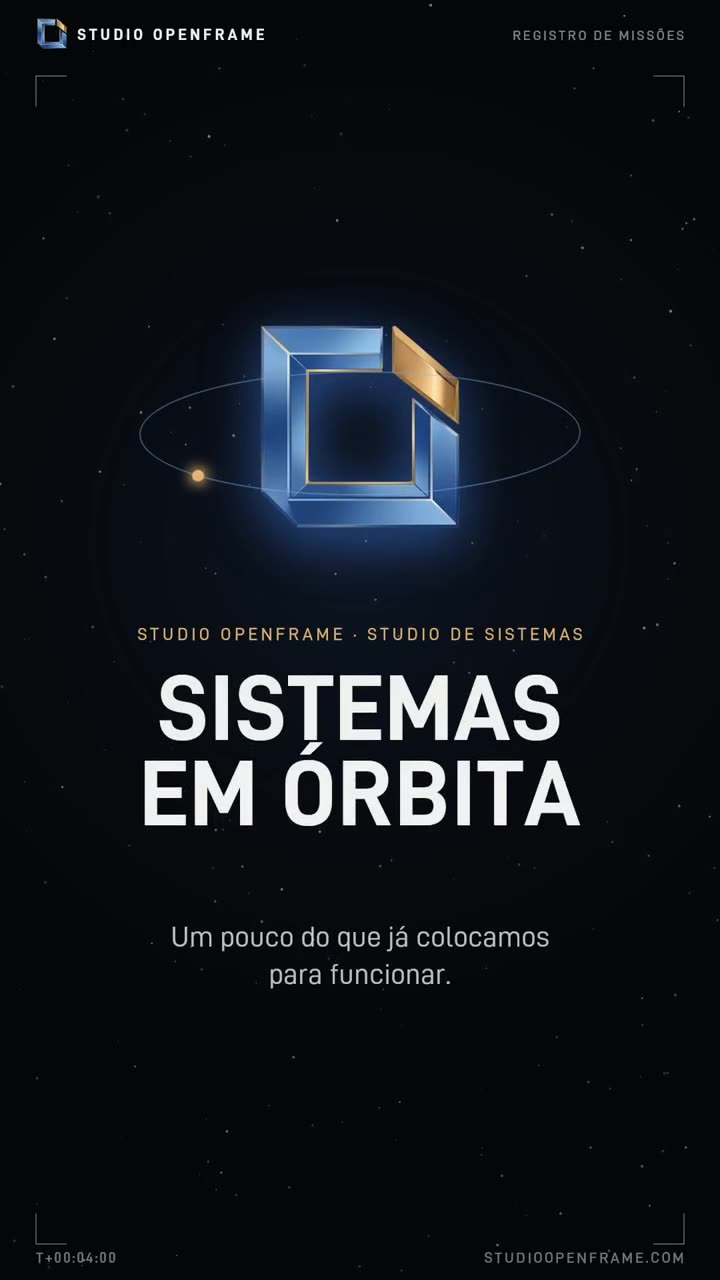 STUDIO OPENFRAME
REGISTRO DE MISSÕES
STUDIO OPENFRAME · STUDIO DE SISTEMAS
SISTEMAS
EM ÓRBITA
Um pouco do que já colocamos
para funcionar.
T+00:04:00
STUDIOOPENFRAME.COM